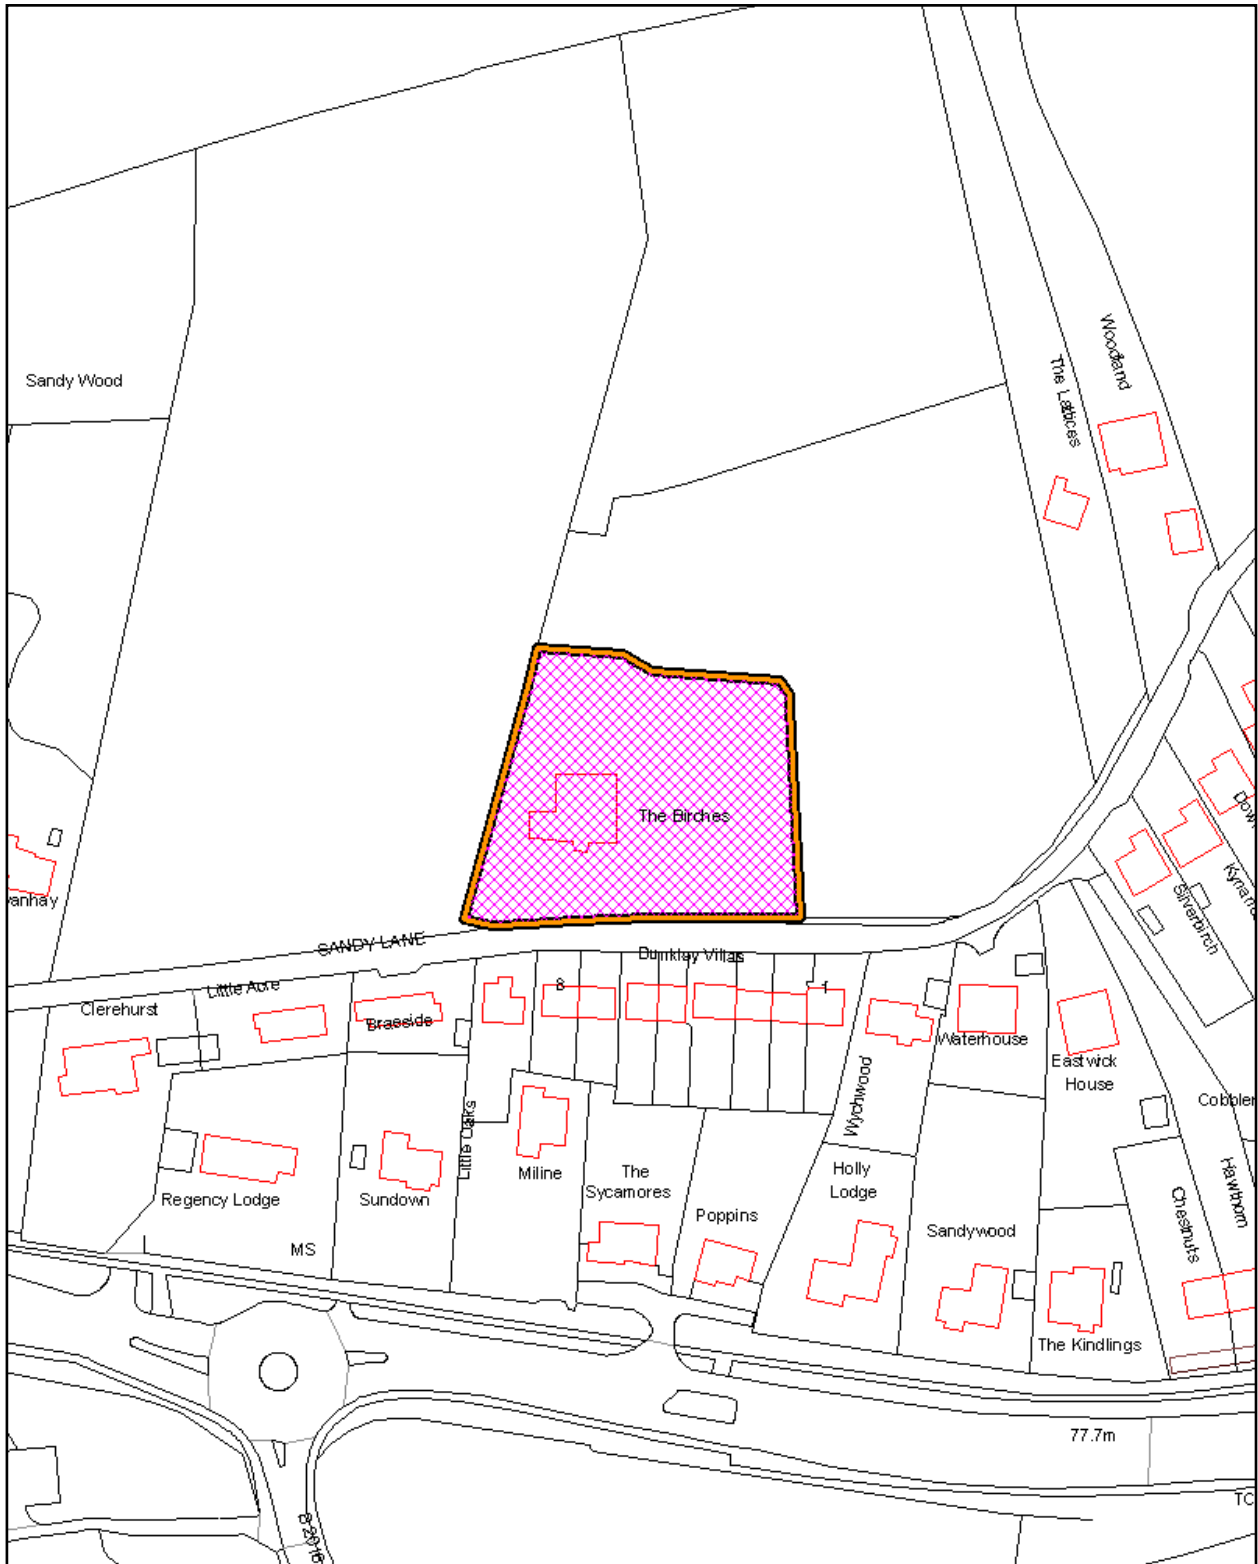 Woodland
The Lattices
Sandy Wood
The Birches
Silverbirch
SANDY LANE
Dunkley Villas
Little Acre
8
1
Clerehurst
Braeside
Waterhouse
Eastwick
House
Wychwood
Little Oaks
Miline
The
Sycamores
Holly
Lodge
Hawthorn
Chestnuts
Regency Lodge
Sundown
Poppins
Sandywood
MS
The Kindlings
77.7m
B 2016